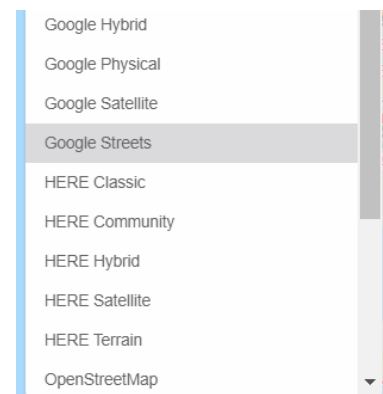 Google Hybrid
Google Physical
Google Satellite
Google Streets
HERE Classic
HERE Community
HERE Hybrid
HERE Satellite
HERE Terrain
OpenStreetMap